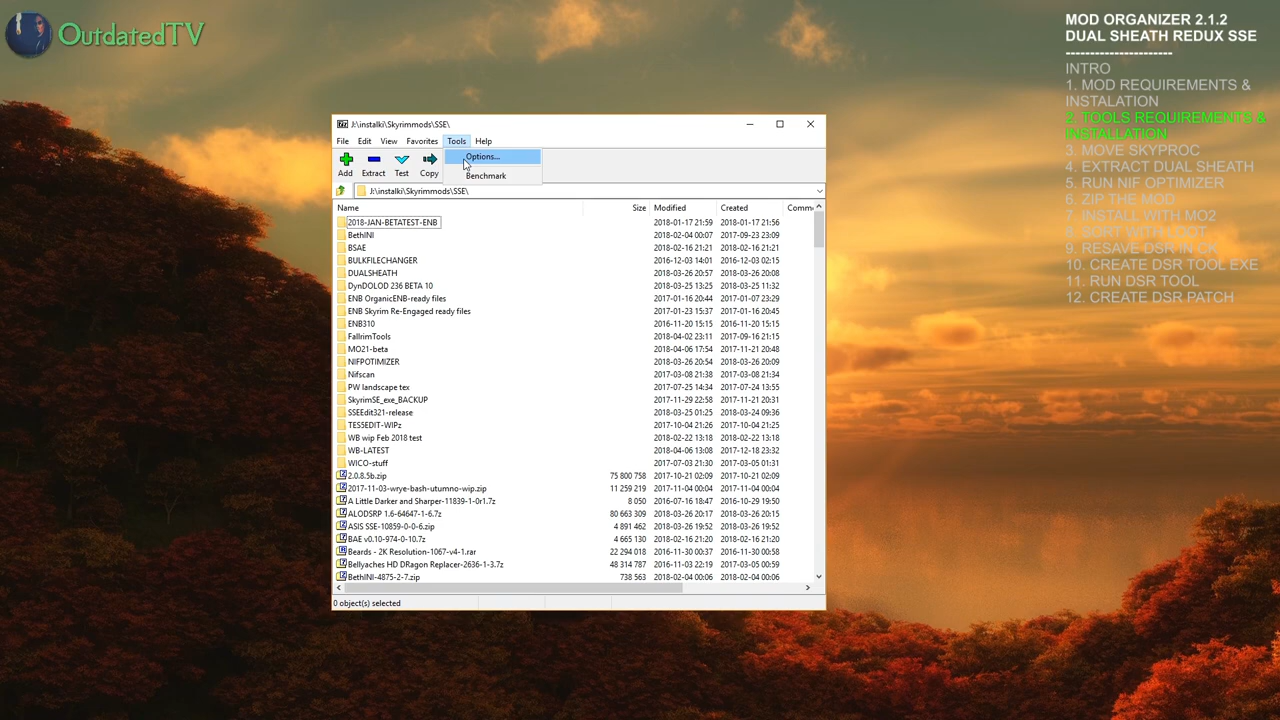 OutdatedTV
MOD ORGANIZER 2.1.2
DUAL SHEATH REDUX SSE
----------------------
INTRO
1. MOD REQUIREMENTS &
INSTALATION
2. TOOLS REQUIREMENTS &
INSTALLATION
3. MOVE SKYPROC
4. EXTRACT DUAL SHEATH
5. RUN NIF OPTIMIZER
6. ZIP THE MOD
7. INSTALL WITH MO2
8. SORT WITH LOOT
9. RESAVE DSR IN CK
10. CREATE DSR TOOL EXE
11. RUN DSR TOOL
12. CREATE DSR PATCH
J:\instalki\Skyrimmods\SSE\
File Edit View Favorites Tools Help
Options...
Benchmark
Add Extract Test Copy
J:\instalki\Skyrimmods\SSE\
Name Size Modified Created Comm
2018-JAN-BETATEST-ENB 2018-01-17 21:59 2018-01-17 21:56
BethINI 2018-02-04 00:07 2017-09-23 23:09
BSAE 2018-02-16 21:21 2018-02-16 21:21
BULKFILECHANGER 2016-12-03 14:01 2016-12-03 02:15
DUALSHEATH 2018-03-26 20:57 2018-03-26 20:08
DynDOLOD 236 BETA 10 2018-03-25 13:25 2018-03-25 11:32
ENB OrganicENB-ready files 2017-01-16 20:44 2017-01-07 23:29
ENB Skyrim Re-Engaged ready files 2017-01-23 15:37 2017-01-16 20:45
ENB310 2016-11-20 15:15 2016-11-20 15:15
FallrimTools 2018-04-02 23:11 2017-09-16 21:15
MO21-beta 2018-04-06 17:54 2017-11-21 20:48
NIFPOTIMIZER 2018-03-26 20:54 2018-03-26 20:09
Nifscan 2017-03-08 21:38 2017-03-08 21:34
PW landscape tex 2017-07-25 14:34 2017-07-24 13:55
SkyrimSE_exe_BACKUP 2017-11-29 22:58 2017-11-21 20:31
SSEEdit321-release 2018-03-25 01:25 2018-03-24 09:36
TES5EDIT-WIPz 2017-10-04 21:26 2017-10-04 21:25
WB wip Feb 2018 test 2018-02-22 13:18 2018-02-22 13:18
WB-LATEST 2018-04-06 13:08 2017-12-18 23:32
WICO-stuff 2017-07-03 21:30 2017-03-05 01:31
2.0.8.5b.zip 75 800 758 2017-10-21 02:09 2017-10-21 02:09
2017-11-03-wrye-bash-utumno-wip.zip 11 259 219 2017-11-04 00:04 2017-11-04 00:04
A Little Darker and Sharper-11839-1-0r1.7z 8 050 2016-07-16 18:47 2016-10-29 19:50
ALODSRP 1.6-64647-1-6.7z 80 663 309 2018-03-26 20:17 2018-03-26 20:15
ASIS SSE-10859-0-0-6.zip 4 891 462 2018-03-26 19:52 2018-03-26 19:52
BAE v0.10-974-0-10.7z 4 665 130 2018-02-16 21:20 2018-02-16 21:20
Beards - 2K Resolution-1067-v4-1.rar 22 294 018 2016-11-30 00:37 2016-11-30 00:58
Bellyaches HD DRagon Replacer-2636-1-3.7z 48 314 787 2016-11-03 22:19 2017-03-05 00:59
BethINI-4875-2-7.zip 738 563 2018-02-04 00:06 2018-02-04 00:06
0 object(s) selected